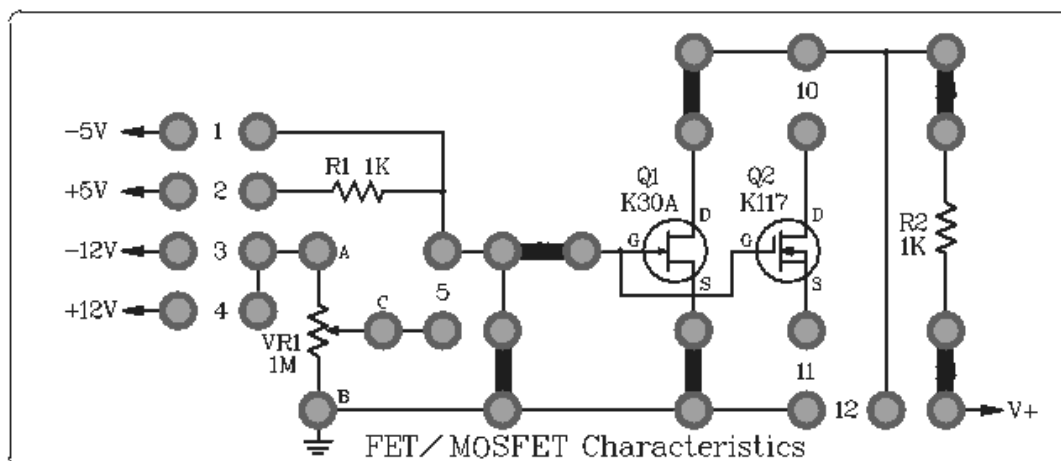 -5V
1
+5V
2
R1 1K
-12V
3
A
+12V
4
VR1
1M
C
5
B
Q1
K30A
G
D
S
Q2
K117
G
D
S
10
11
12
R2
1K
V+
FET/MOSFET Characteristics